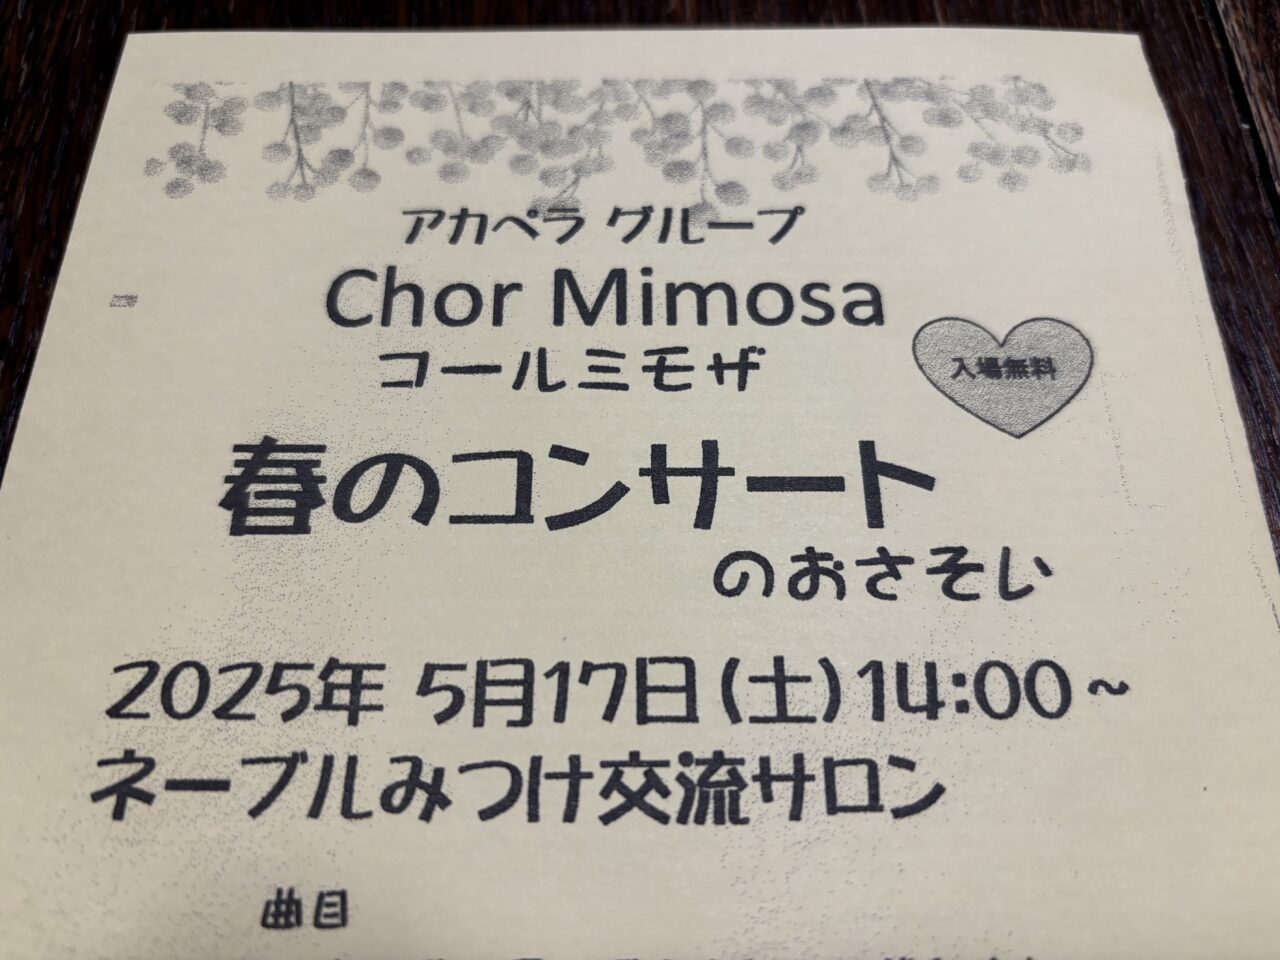 アカペラ グループ
Chor Mimosa
コールミモザ
入場無料
春のコンサート
のおさそい
2025年 5月17日(土)14:00~
ネーブルみつけ交流サロン
曲目